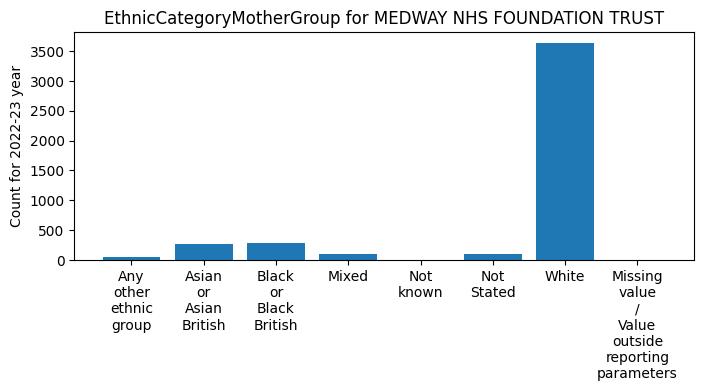 EthnicCategoryMotherGroup for MEDWAY NHS FOUNDATION TRUST
Count for 2022-23 year
3500
3000
2500
2000
1500
1000
500
0
Any
other
ethnic
group
Asian
or
Asian
British
Black
or
Black
British
Mixed
Not
known
Not
Stated
White
Missing
value
/
Value
outside
reporting
parameters